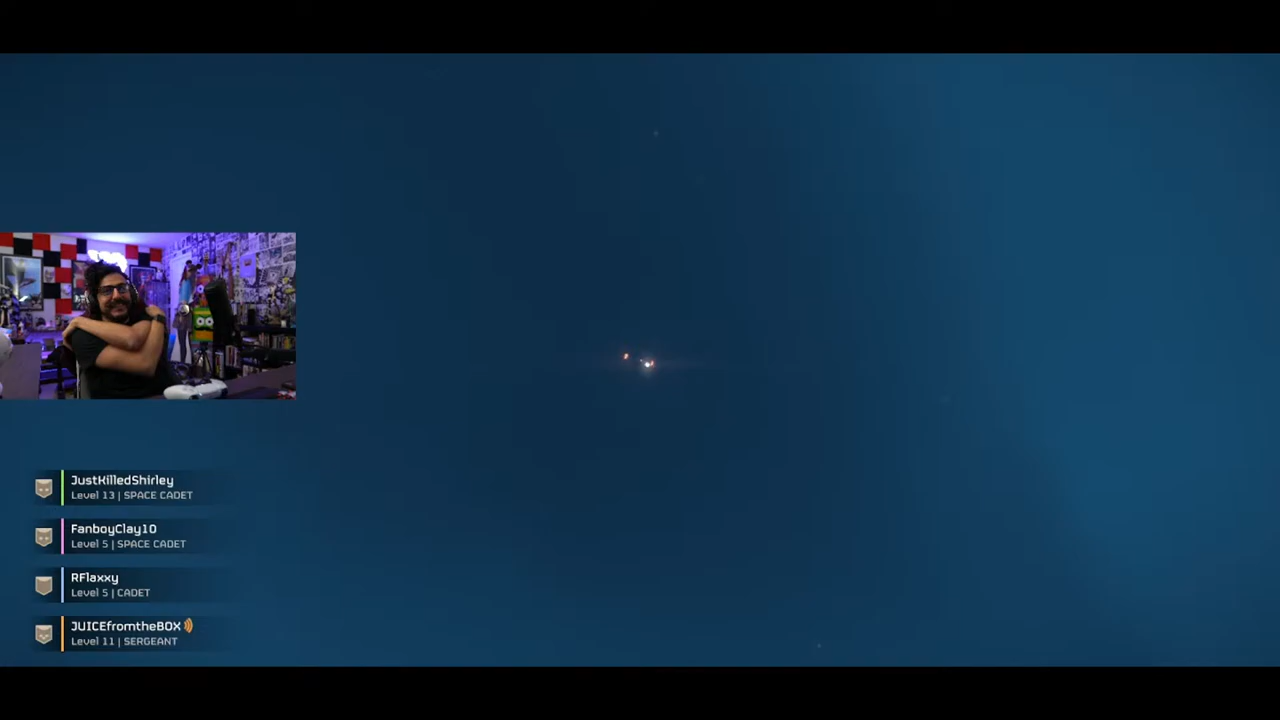 JustKilledShirley
Level 13 | SPACE CADET
FanboyClay10
Level 5 | SPACE CADET
RFlaxxy
Level 5 | CADET
JUICEfromtheBOX
Level 11 | SERGEANT